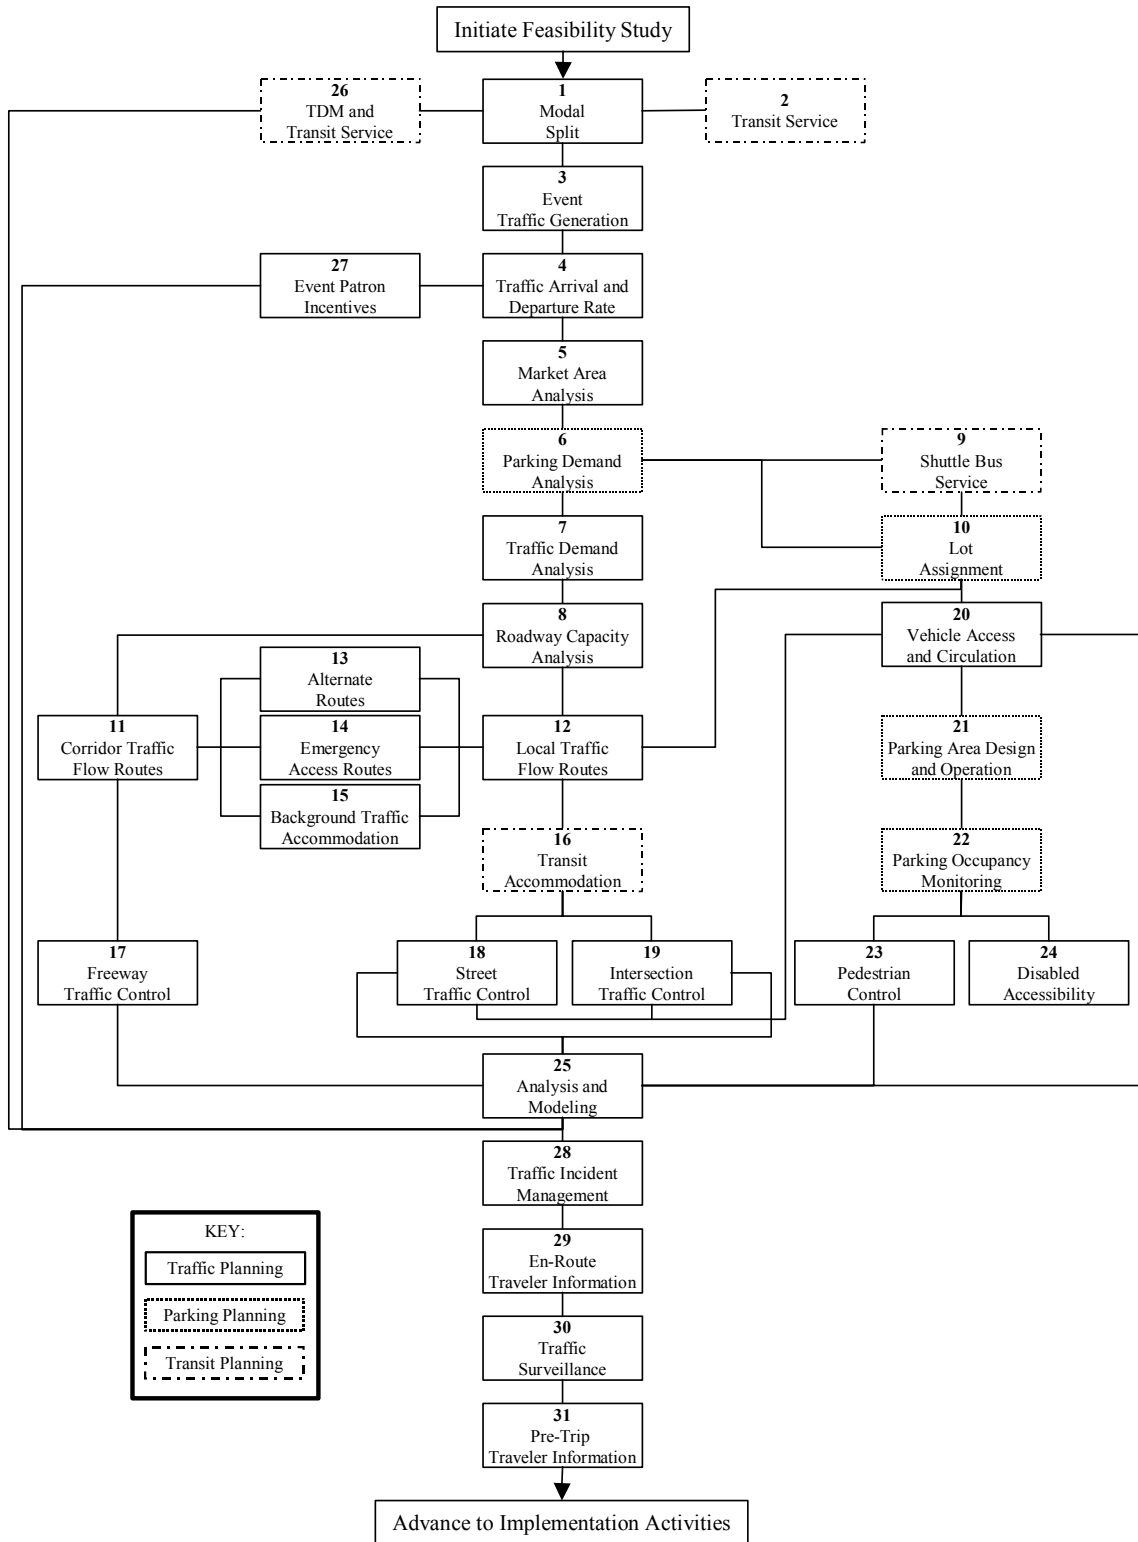 Initiate Feasibility Study
26
TDM and
Transit Service
1
Modal
Split
2
Transit Service
3
Event
Traffic Generation
27
Event Patron
Incentives
4
Traffic Arrival and
Departure Rate
5
Market Area
Analysis
6
Parking Demand
Analysis
9
Shuttle Bus
Service
7
Traffic Demand
Analysis
10
Lot
Assignment
8
Roadway Capacity
Analysis
20
Vehicle Access
and Circulation
13
Alternate
Routes
11
Corridor Traffic
Flow Routes
14
Emergency
Access Routes
12
Local Traffic
Flow Routes
21
Parking Area Design
and Operation
15
Background Traffic
Accommodation
16
Transit
Accommodation
22
Parking Occupancy
Monitoring
17
Freeway
Traffic Control
18
Street
Traffic Control
19
Intersection
Traffic Control
23
Pedestrian
Control
24
Disabled
Accessibility
25
Analysis and
Modeling
28
Traffic Incident
Management
KEY:
Traffic Planning
Parking Planning
Transit Planning
29
En-Route
Traveler Information
30
Traffic
Surveillance
31
Pre-Trip
Traveler Information
Advance to Implementation Activities